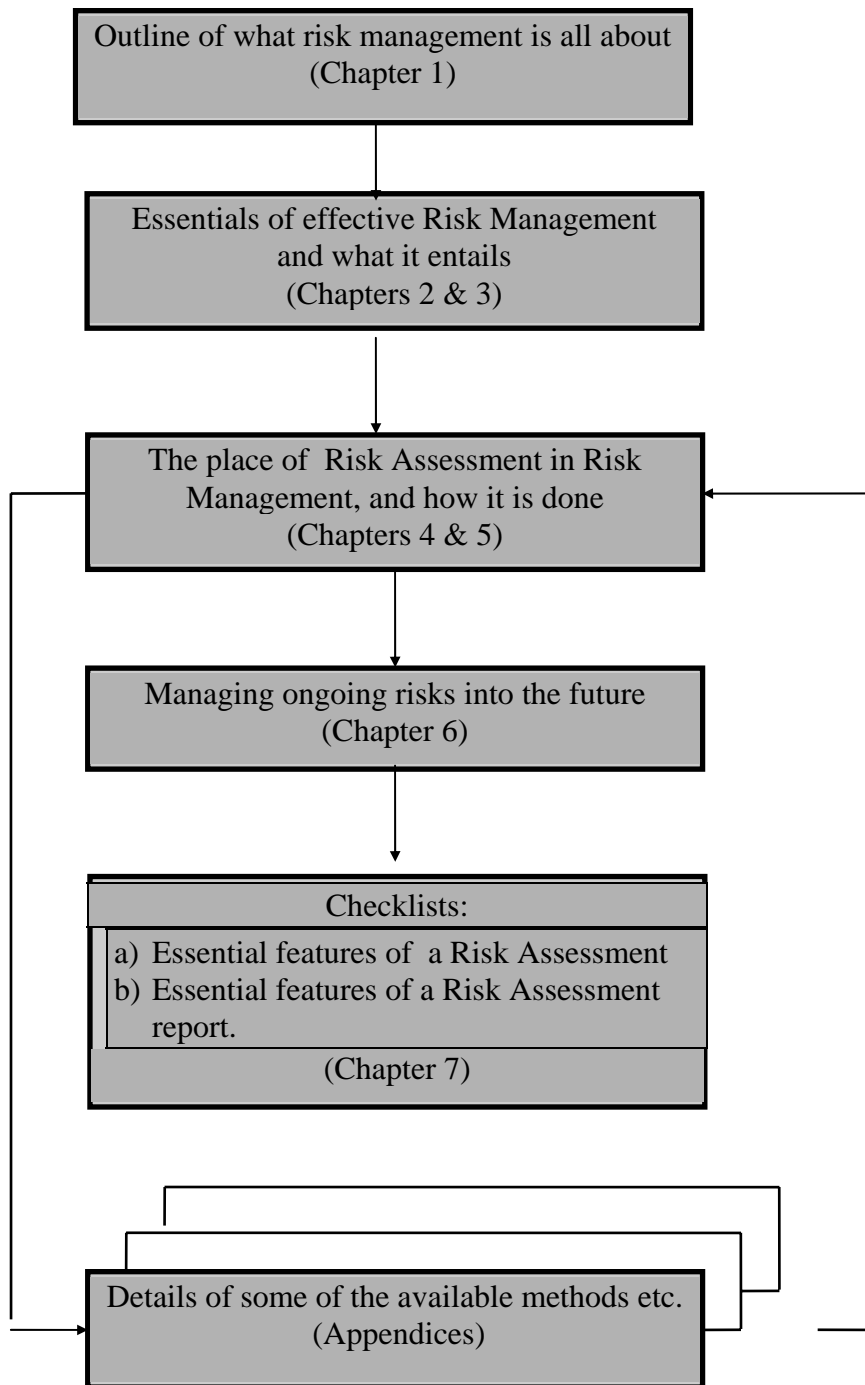 Outline of what risk management is all about
(Chapter 1)
Essentials of effective Risk Management
and what it entails
(Chapters 2 & 3)
The place of  Risk Assessment in Risk
Management, and how it is done
(Chapters 4 & 5)
Managing ongoing risks into the future
(Chapter 6)
Checklists:
a) Essential features of  a Risk Assessment
b) Essential features of a Risk Assessment
report.
(Chapter 7)
Details of some of the available methods etc.
(Appendices)